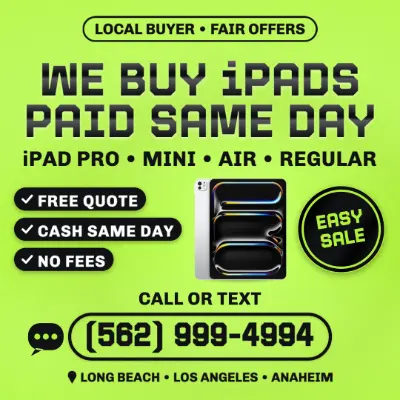 LOCAL BUYER • FAIR OFFERS
WE BUY iPADS
PAID SAME DAY
iPAD PRO • MINI • AIR • REGULAR
FREE QUOTE
CASH SAME DAY
NO FEES
EASY
SALE
CALL OR TEXT
(562) 999-4994
LONG BEACH • LOS ANGELES • ANAHEIM